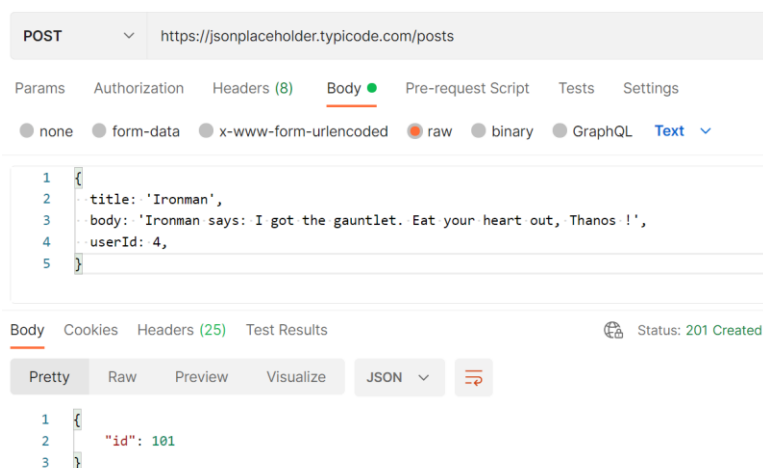 POST https://jsonplaceholder.typicode.com/posts
Params Authorization Headers (8) Body Pre-request Script Tests Settings
none form-data x-www-form-urlencoded raw binary GraphQL Text
1 {
2 title: 'Ironman',
3 body: 'Ironman says: I got the gauntlet. Eat your heart out, Thanos !',
4 userId: 4,
5 }
Body Cookies Headers (25) Test Results Status: 201 Created
Pretty Raw Preview Visualize JSON
1 {
2 "id": 101
3 }